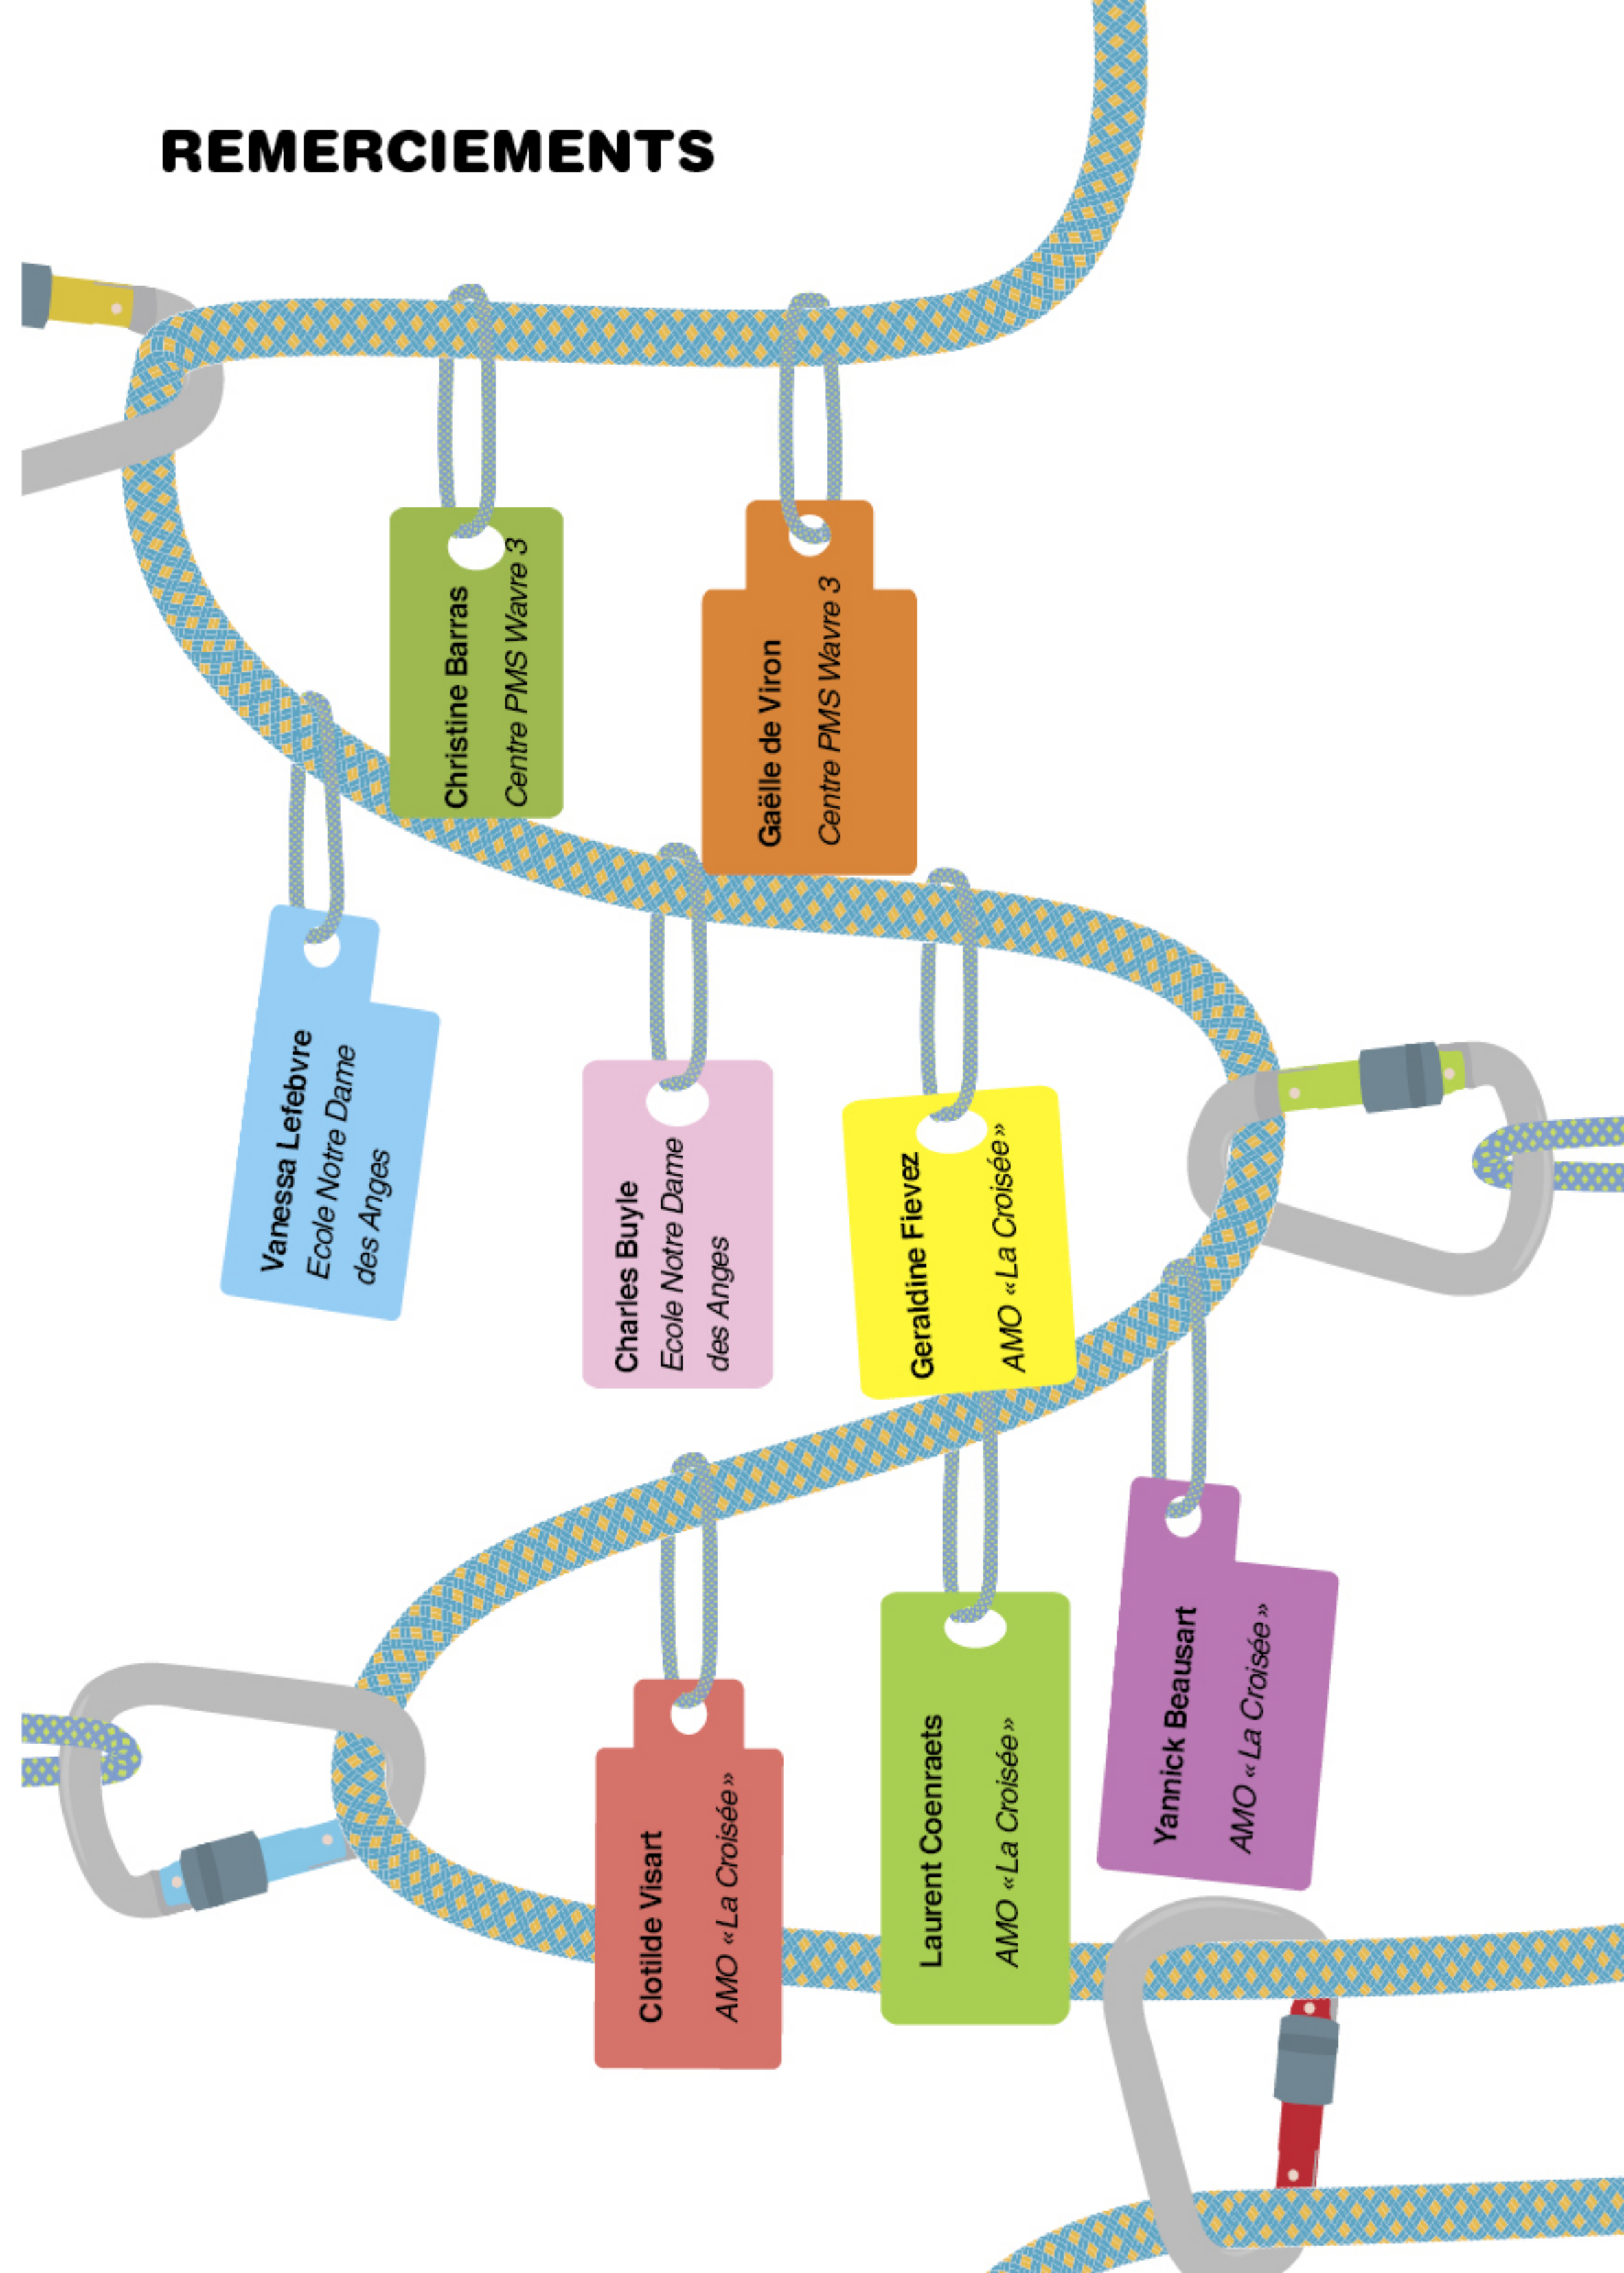 REMERCIEMENTS
Christine Barras
Centre PMS Wavre 3
Gaëlle de Viron
Centre PMS Wavre 3
Vanessa Lefebvre
Ecole Notre Dame
des Anges
Charles Buyle
Ecole Notre Dame
des Anges
Geraldine Fievez
AMO «La Croisée»
Clotilde Visart
AMO «La Croisée»
Laurent Coenraets
AMO «La Croisée»
Yannick Beausart
AMO «La Croisée»